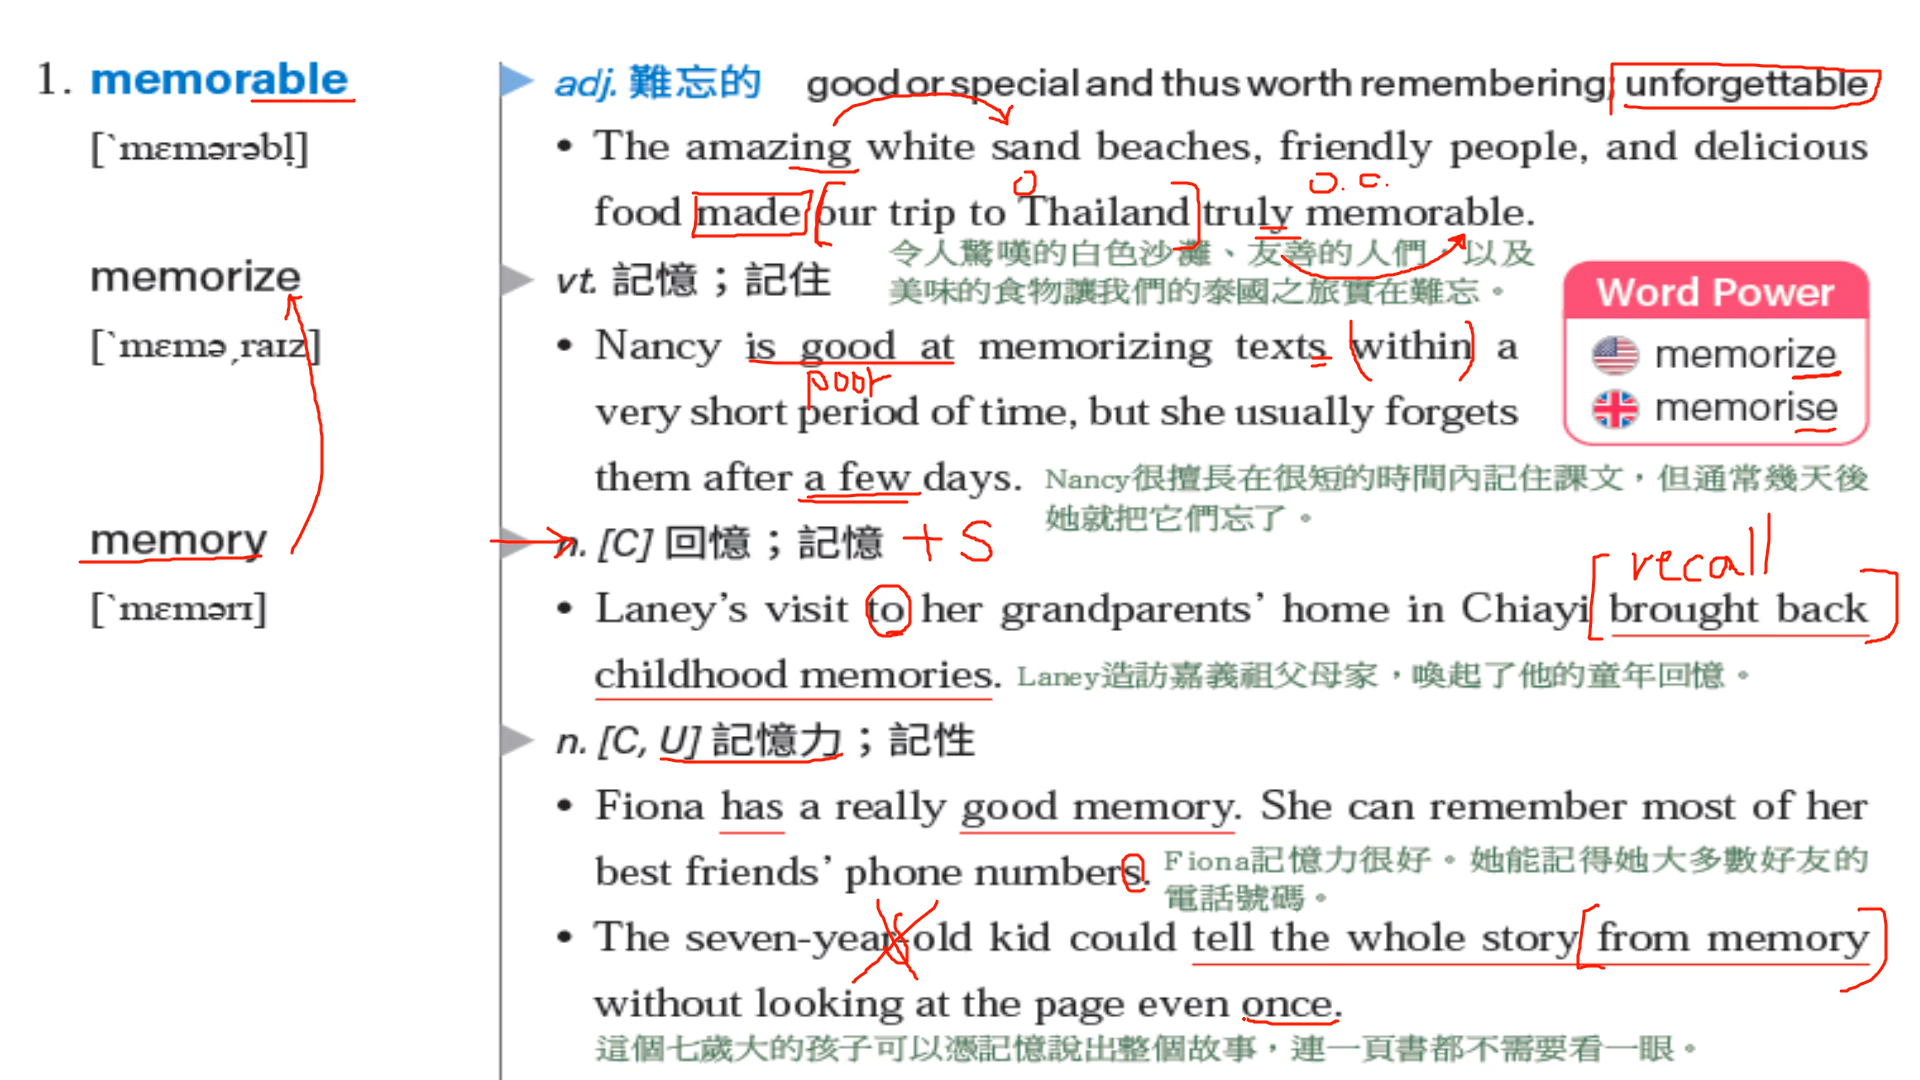 1. memorable
[ˋmɛmərəbl̩]
adj. 難忘的 good or special and thus worth remembering; unforgettable
• The amazing white sand beaches, friendly people, and delicious
O O.C.
food made our trip to Thailand truly memorable.
令人驚嘆的白色沙灘、友善的人們,以及
美味的食物讓我們的泰國之旅實在難忘。
memorize
[ˋmɛmə͵raɪz]
vt. 記憶;記住
• Nancy is good at memorizing texts within a
poor
very short period of time, but she usually forgets
them after a few days.
Nancy很擅長在很短的時間內記住課文,但通常幾天後
她就把它們忘了。
Word Power
memorize
memorise
memory
[ˋmɛmərɪ]
n. [C] 回憶;記憶 + S
recall
• Laney’s visit to her grandparents’ home in Chiayi brought back
childhood memories.
Laney造訪嘉義祖父母家,喚起了他的童年回憶。
n. [C, U] 記憶力;記性
• Fiona has a really good memory. She can remember most of her
best friends’ phone numbers.
Fiona記憶力很好。她能記得她大多數好友的
電話號碼。
• The seven-year-old kid could tell the whole story from memory
without looking at the page even once.
這個七歲大的孩子可以憑記憶說出整個故事,連一頁書都不需要看一眼。